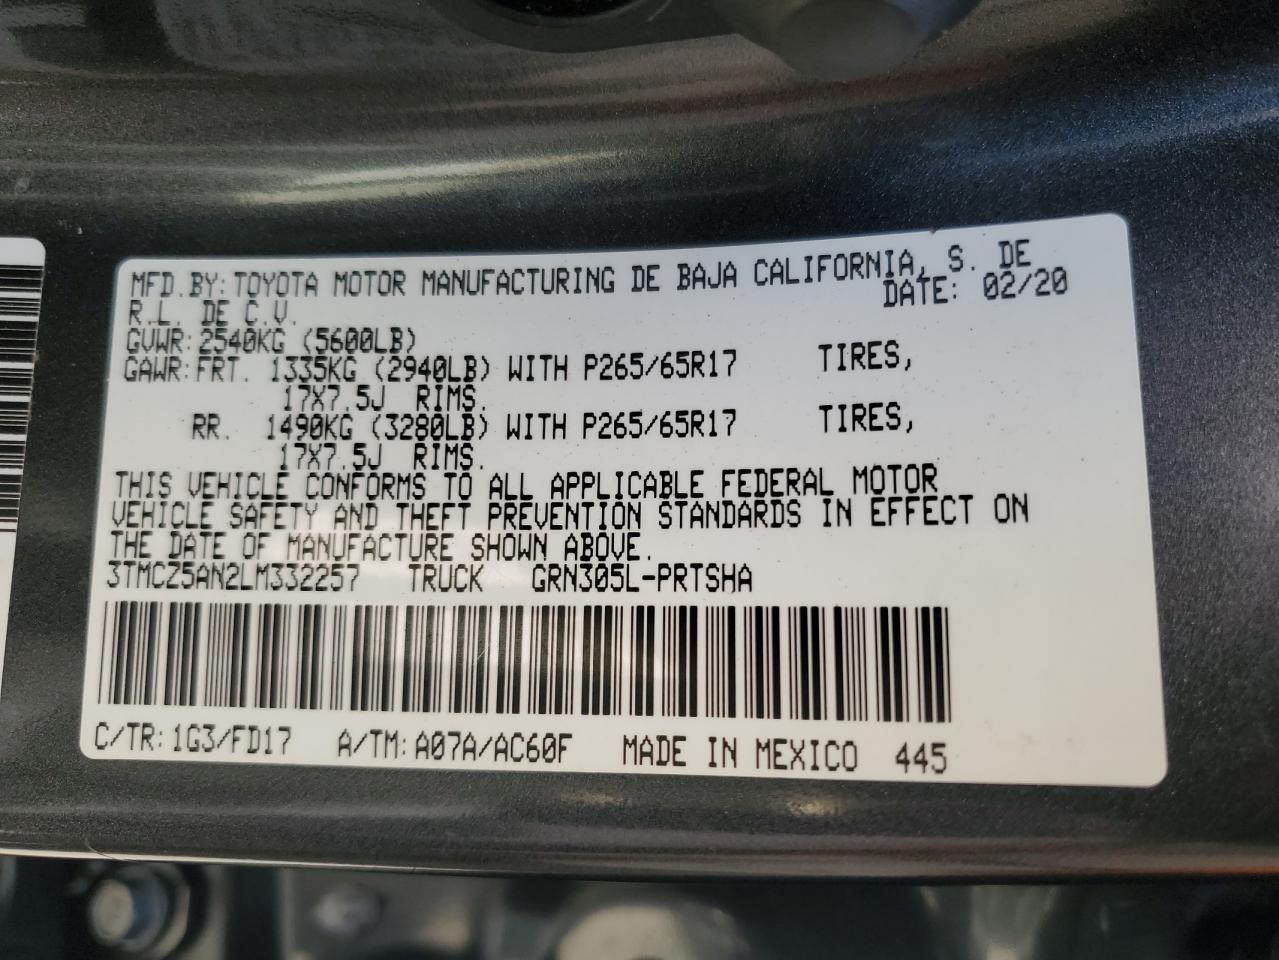 MFD.BY:TOYOTA MOTOR MANUFACTURING DE BAJA CALIFORNIA, S. DE
R.L. DE C.V. DATE: 02/20
GVWR:2540KG (5600LB)
GAWR:FRT. 1335KG (2940LB) WITH P265/65R17 TIRES,
17X7.5J RIMS.
RR. 1490KG (3280LB) WITH P265/65R17 TIRES,
17X7.5J RIMS.
THIS VEHICLE CONFORMS TO ALL APPLICABLE FEDERAL MOTOR
VEHICLE SAFETY AND THEFT PREVENTION STANDARDS IN EFFECT ON
THE DATE OF MANUFACTURE SHOWN ABOVE.
3TMCZ5AN2LM332257 TRUCK GRN305L-PRTSHA
C/TR:1G3/FD17 A/TM:A07A/AC60F MADE IN MEXICO 445